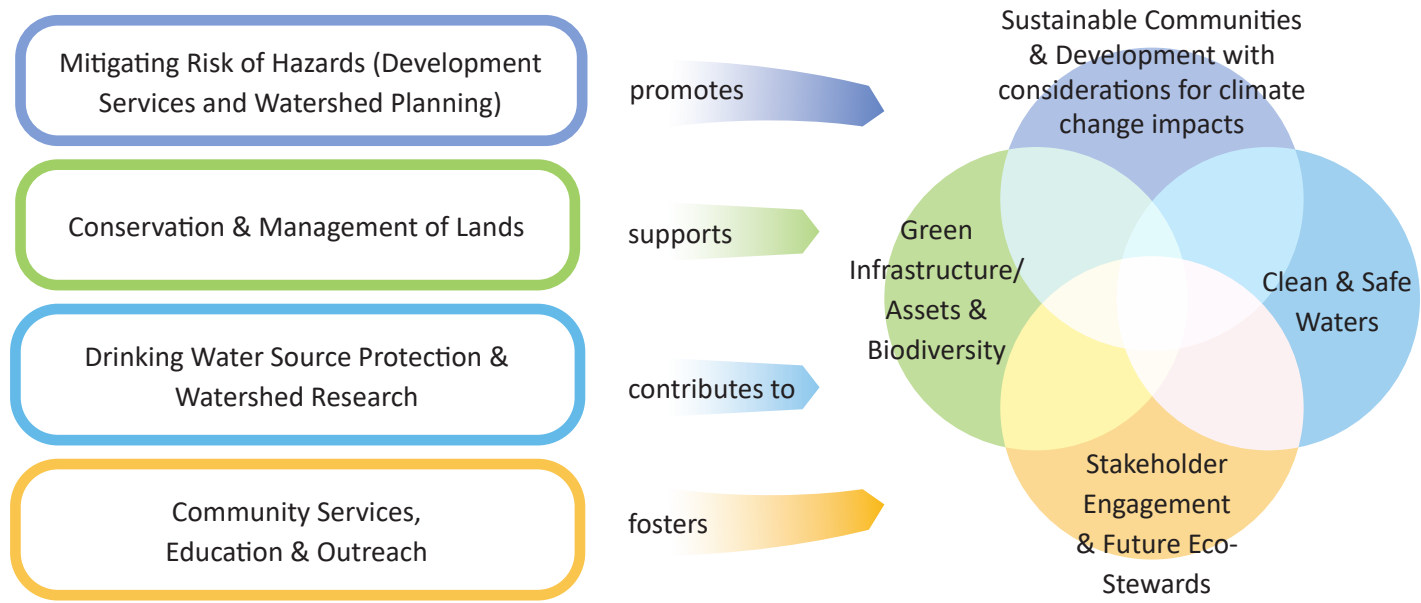 Mitigating Risk of Hazards (Development
Services and Watershed Planning)
promotes
Sustainable Communities
& Development with
considerations for climate
change impacts
Conservation & Management of Lands
supports
Green
Infrastructure/
Assets &
Biodiversity
Drinking Water Source Protection &
Watershed Research
contributes to
Clean & Safe
Waters
Community Services,
Education & Outreach
fosters
Stakeholder
Engagement
& Future Eco-
Stewards